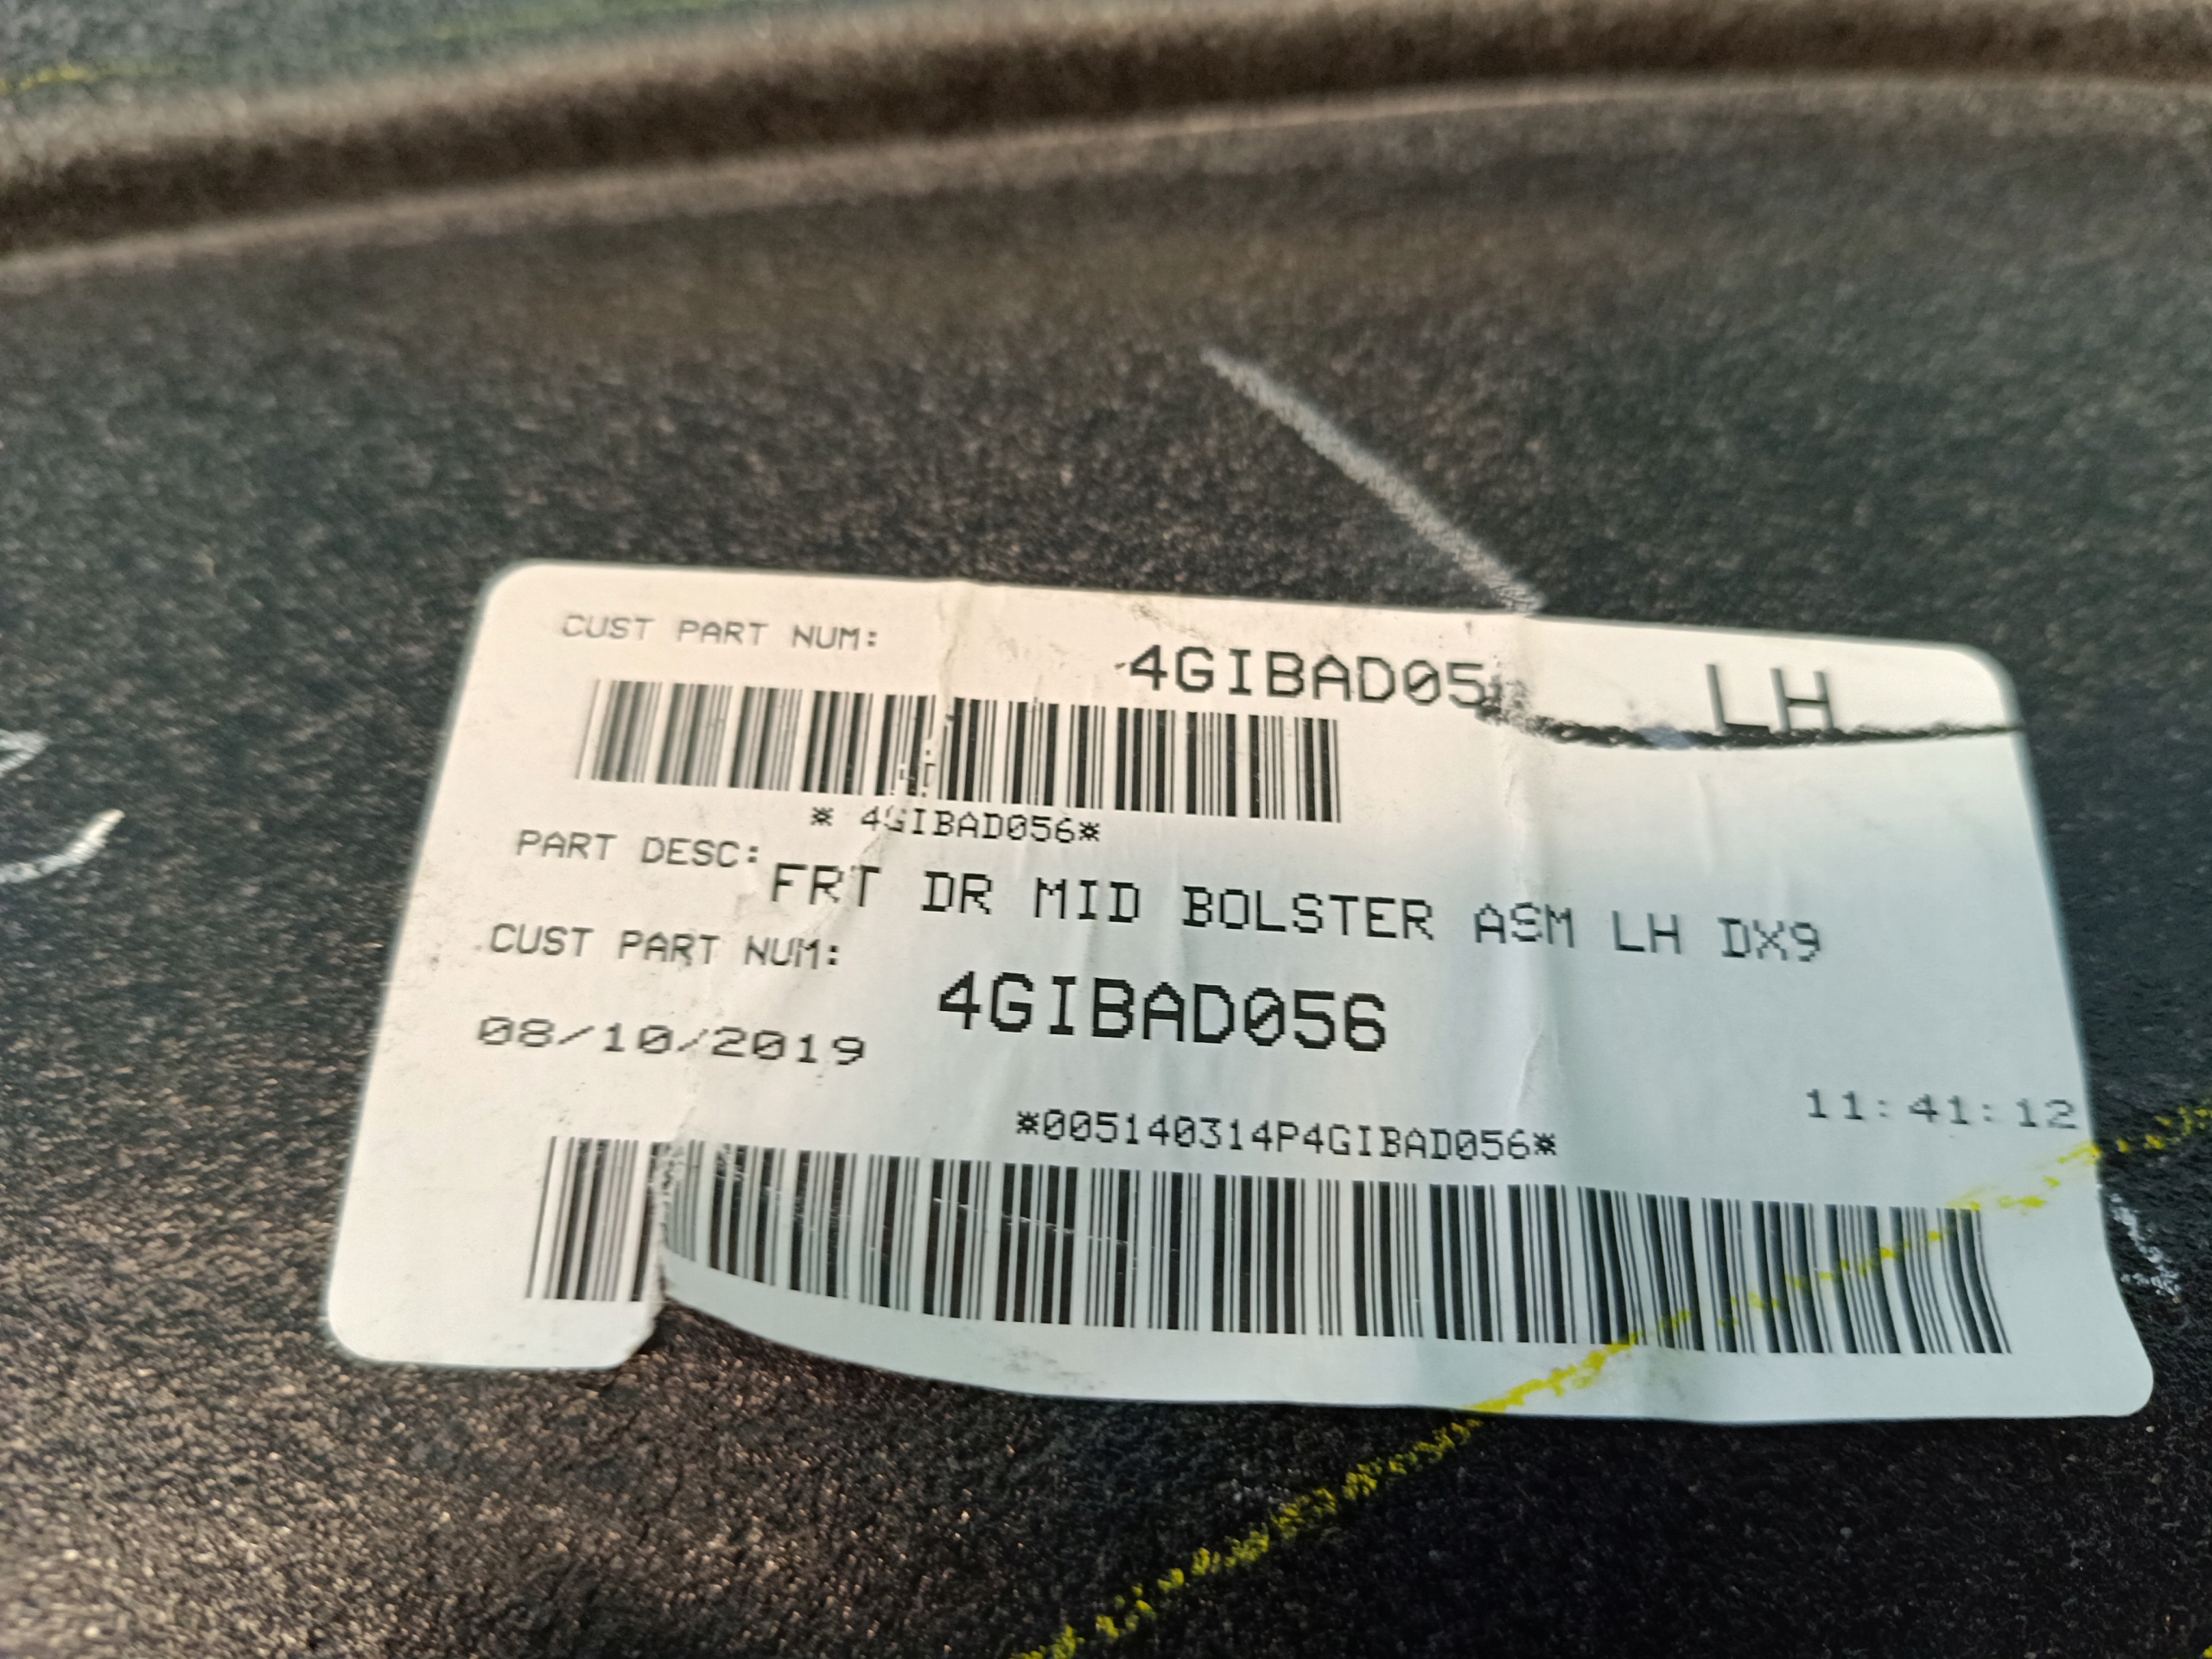 CUST PART NUM: 4GIBAD05 LH
* 4GIBAD056*
PART DESC: FRT DR MID BOLSTER ASM LH DX9
CUST PART NUM:
4GIBAD056
08/10/2019
11:41:12
*005140314P4GIBAD056*